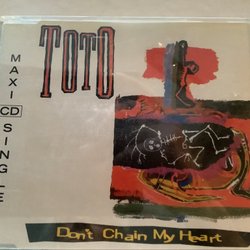 TOTO
MAXI CD SINGLE
Don't Chain My Heart